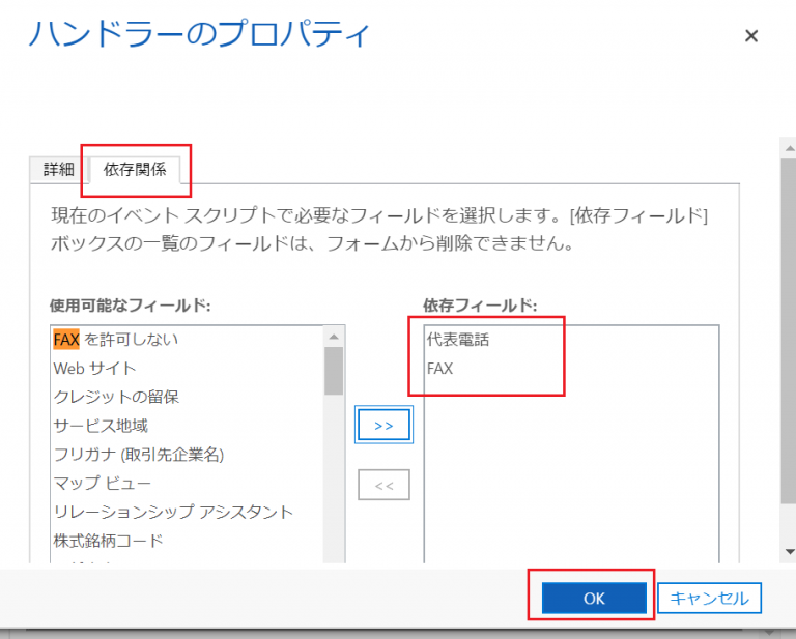 ハンドラーのプロパティ
×
詳細
依存関係
現在のイベント スクリプトで必要なフィールドを選択します。[依存フィールド]
ボックスの一覧のフィールドは、フォームから削除できません。
使用可能なフィールド:
依存フィールド:
FAX を許可しない
Web サイト
クレジットの留保
サービス地域
フリガナ (取引先企業名)
マップ ビュー
リレーションシップ アシスタント
株式銘柄コード
>>
<<
代表電話
FAX
OK
キャンセル